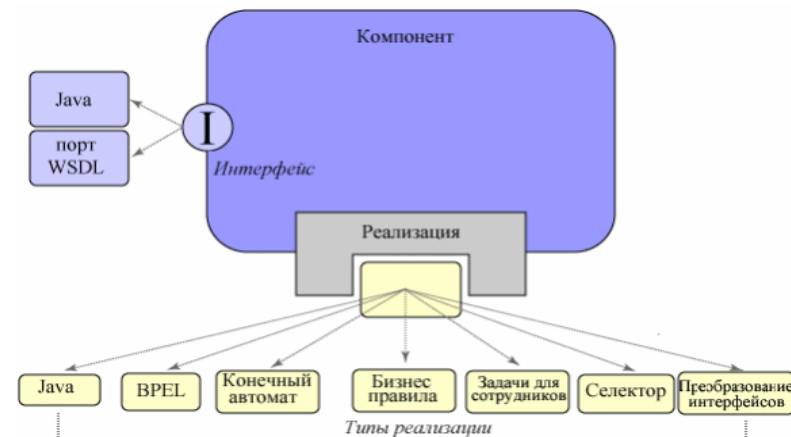 Компонент
Java
порт
WSDL
I
Интерфейс
Реализация
Java
BPEL
Конечный
автомат
Бизнес
правила
Задачи для
сотрудников
Селектор
Преобразование
интерфейсов
Типы реализации